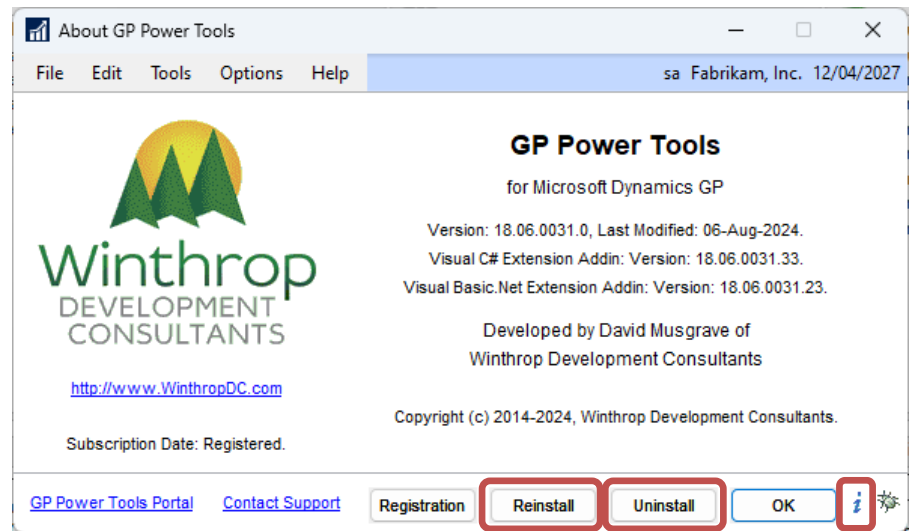 About GP Power Tools
File Edit Tools Options Help sa Fabrikam, Inc. 12/04/2027
Winthrop
DEVELOPMENT
CONSULTANTS
http://www.WinthropDC.com
Subscription Date: Registered.
GP Power Tools
for Microsoft Dynamics GP
Version: 18.06.0031.0, Last Modified: 06-Aug-2024.
Visual C# Extension Addin: Version: 18.06.0031.33.
Visual Basic.Net Extension Addin: Version: 18.06.0031.23.
Developed by David Musgrave of
Winthrop Development Consultants
Copyright (c) 2014-2024, Winthrop Development Consultants.
GP Power Tools Portal Contact Support Registration Reinstall Uninstall OK i